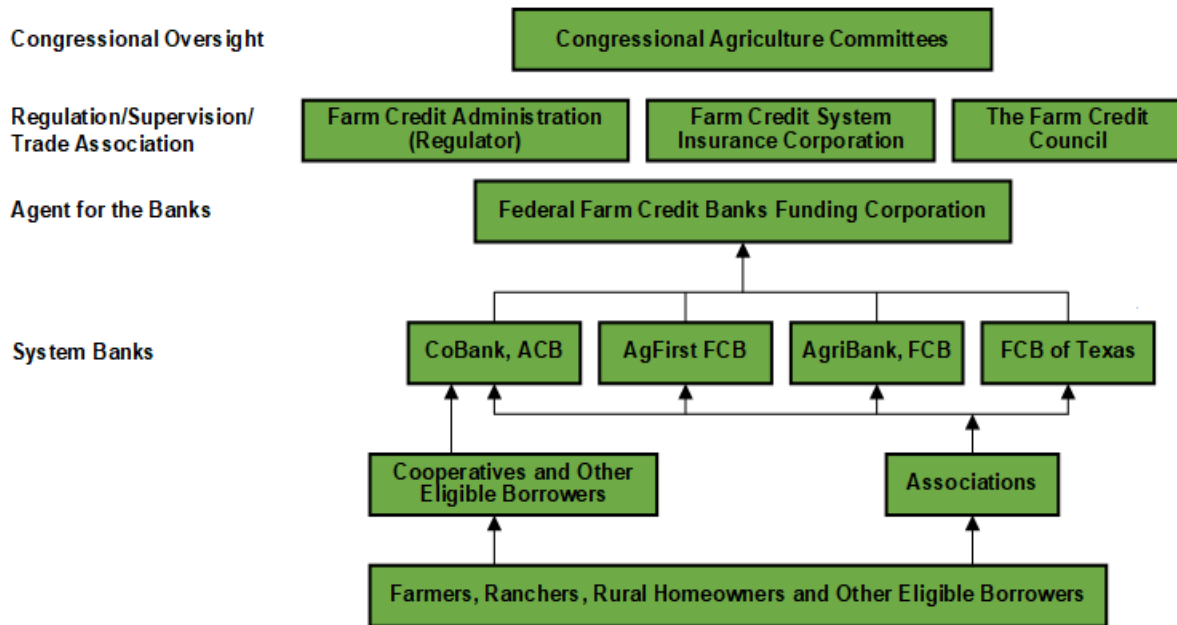 Congressional Oversight
Congressional Agriculture Committees
Regulation/Supervision/
Trade Association
Farm Credit Administration
(Regulator)
Farm Credit System
Insurance Corporation
The Farm Credit
Council
Agent for the Banks
Federal Farm Credit Banks Funding Corporation
System Banks
CoBank, ACB
AgFirst FCB
AgriBank, FCB
FCB of Texas
Cooperatives and Other
Eligible Borrowers
Associations
Farmers, Ranchers, Rural Homeowners and Other Eligible Borrowers